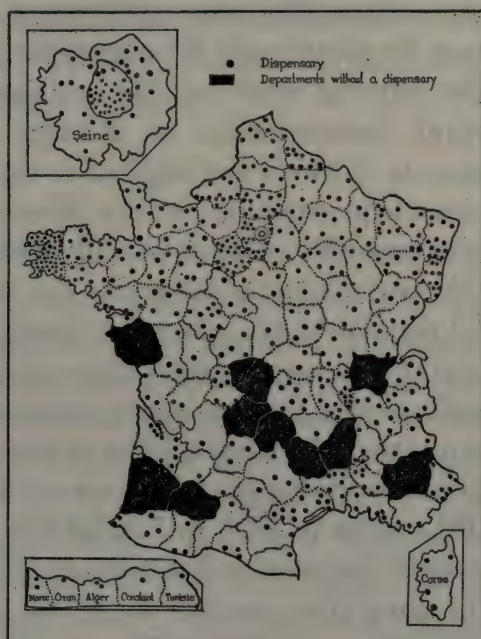 Dispensary
Departments without a dispensary
Seine
Maroc Oran Alger Constant Tunisie
Corse